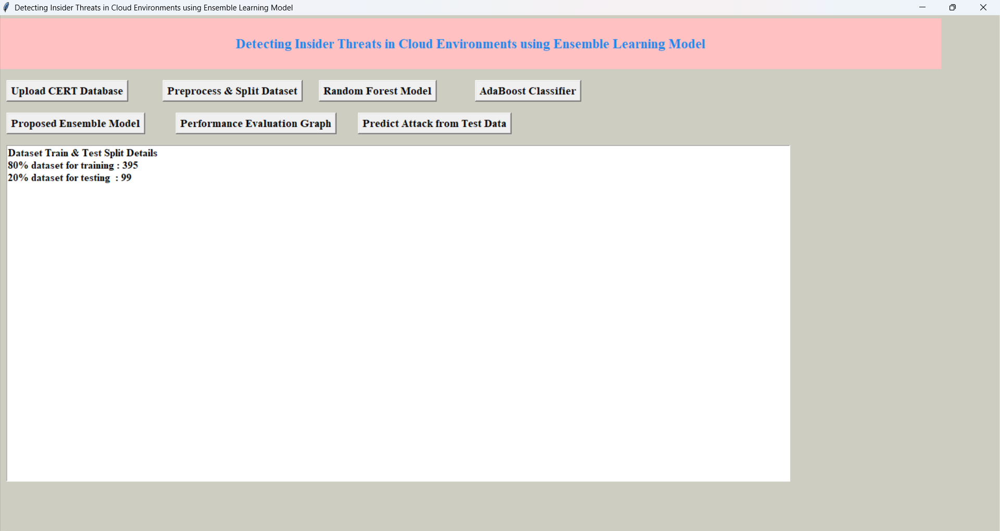 Detecting Insider Threats in Cloud Environments using Ensemble Learning Model
Detecting Insider Threats in Cloud Environments using Ensemble Learning Model
Upload CERT Database
Preprocess & Split Dataset
Random Forest Model
AdaBoost Classifier
Proposed Ensemble Model
Performance Evaluation Graph
Predict Attack from Test Data
Dataset Train & Test Split Details
80% dataset for training : 395
20% dataset for testing  : 99